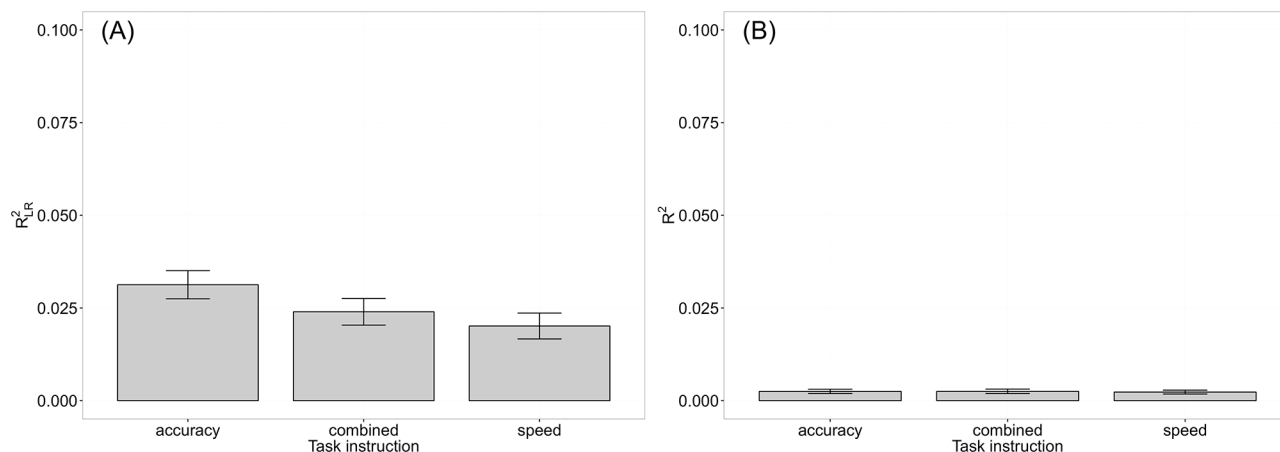 (A)
0.100
0.075
0.050
0.025
0.000
R²LR
accuracy combined speed
Task instruction
(B)
0.100
0.075
0.050
0.025
0.000
R²
accuracy combined speed
Task instruction